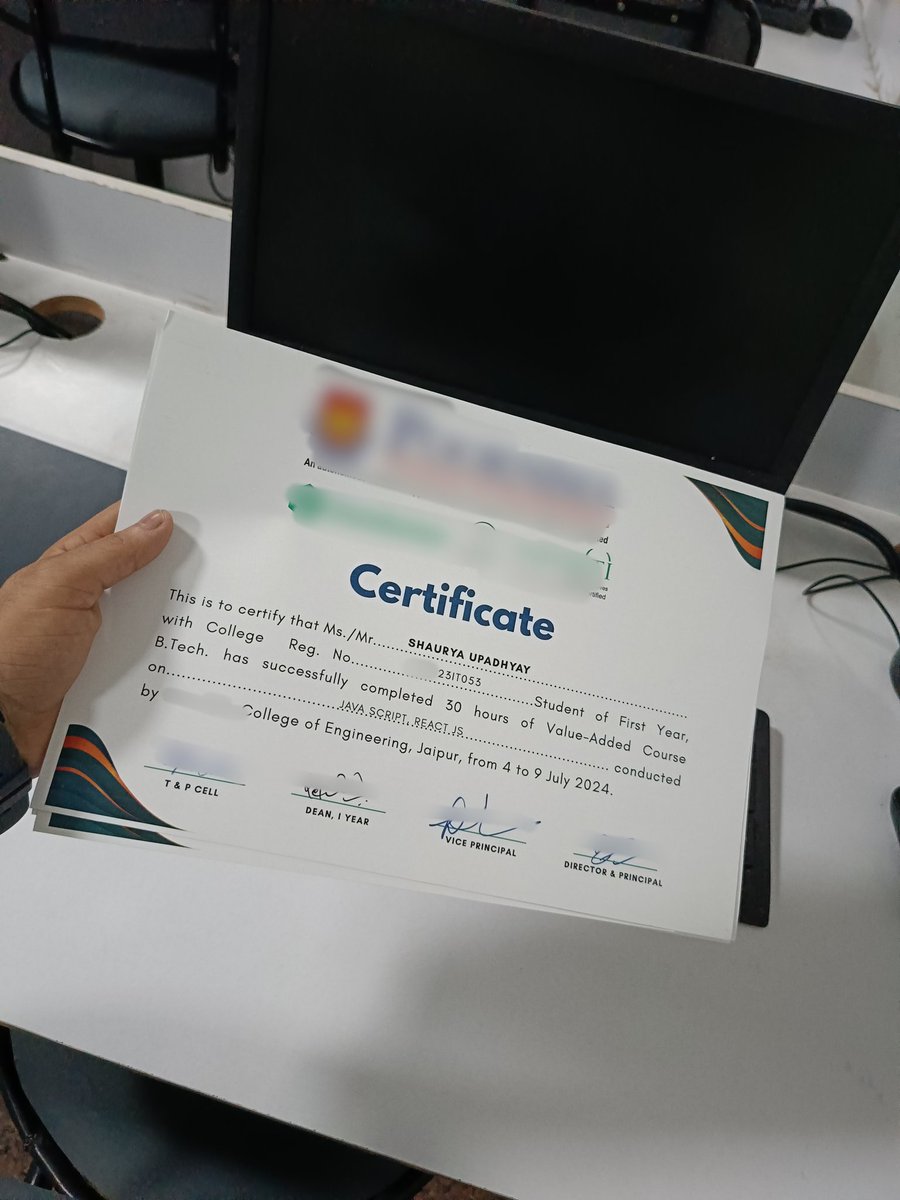 Certificate
This is to certify that Ms./Mr. SHAURYA UPADHYAY
with College Reg. No. 23IT053 Student of First Year,
B.Tech. has successfully completed 30 hours of Value-Added Course
on JAVA SCRIPT, REACT JS conducted
by College of Engineering, Jaipur, from 4 to 9 July 2024.
T & P CELL
DEAN, I YEAR
VICE PRINCIPAL
DIRECTOR & PRINCIPAL